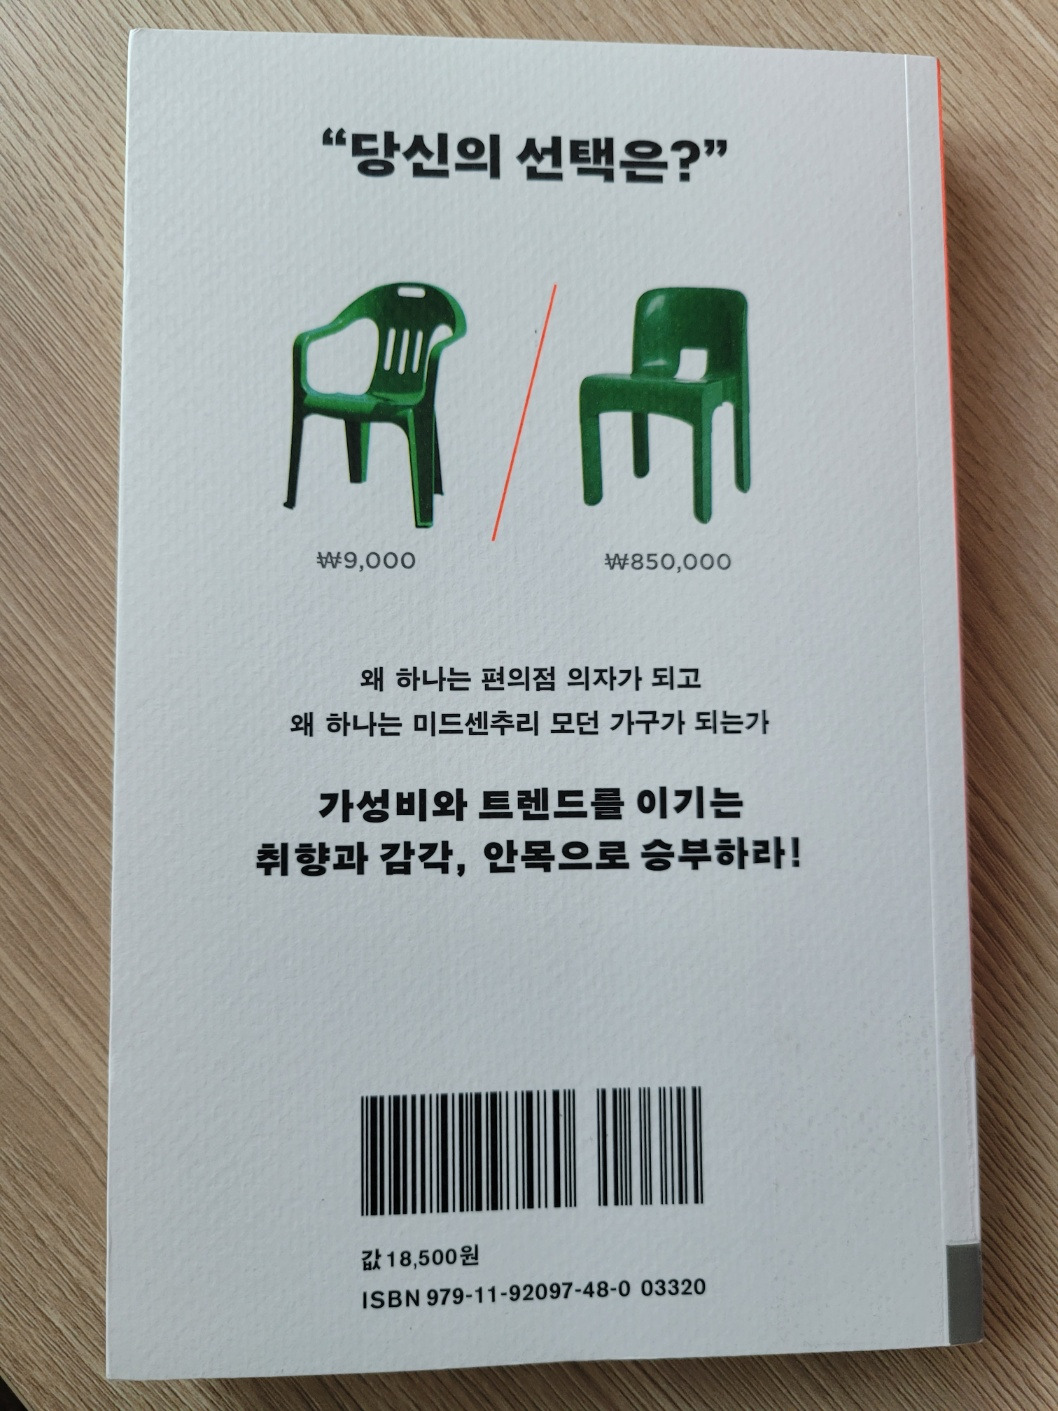 “당신의 선택은?”
₩9,000
₩850,000
왜 하나는 편의점 의자가 되고
왜 하나는 미드센추리 모던 가구가 되는가
가성비와 트렌드를 이기는
취향과 감각, 안목으로 승부하라!
값 18,500원
ISBN 979-11-92097-48-0 03320